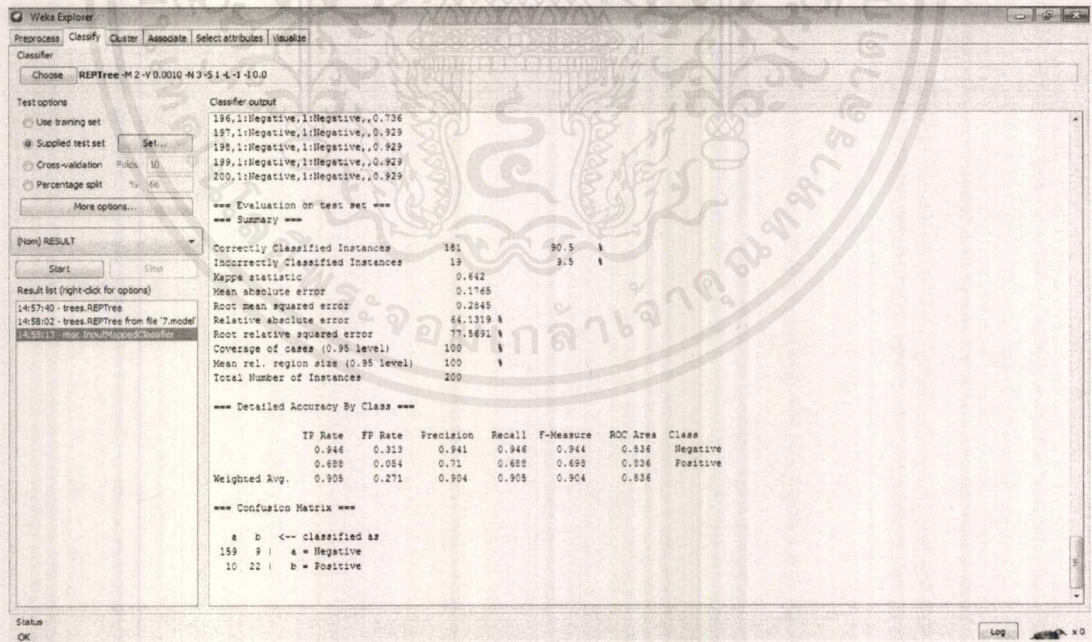 Weka Explorer
Preprocess Classify Cluster Associate Select attributes Visualize
Classifier
Choose REPTree -M 2 -V 0.0010 -N 3 -S 1 -L -1 -I 0.0
Test options
Use training set
Supplied test set Set...
Cross-validation Folds 10
Percentage split % 66
More options...
(Nom) RESULT
Start Stop
Result list (right-click for options)
14:57:40 - trees.REPTree
14:58:02 - trees.REPTree from file '7.model'
14:58:13 - misc.InputMappedClassifier
Classifier output
196,1:Negative,1:Negative,,0.736
197,1:Negative,1:Negative,,0.929
198,1:Negative,1:Negative,,0.929
199,1:Negative,1:Negative,,0.929
200,1:Negative,1:Negative,,0.929
=== Evaluation on test set ===
=== Summary ===
Correctly Classified Instances 181 90.5 %
Incorrectly Classified Instances 19 9.5 %
Kappa statistic 0.642
Mean absolute error 0.1765
Root mean squared error 0.2845
Relative absolute error 64.1319 %
Root relative squared error 77.5691 %
Coverage of cases (0.95 level) 100 %
Mean rel. region size (0.95 level) 100 %
Total Number of Instances 200
=== Detailed Accuracy By Class ===
TP Rate FP Rate Precision Recall F-Measure ROC Area Class
0.946 0.313 0.941 0.946 0.944 0.836 Negative
0.688 0.054 0.71 0.688 0.698 0.836 Positive
Weighted Avg. 0.905 0.271 0.904 0.905 0.904 0.836
=== Confusion Matrix ===
a b <-- classified as
159 9 | a = Negative
10 22 | b = Positive
Status
OK
Log x 0